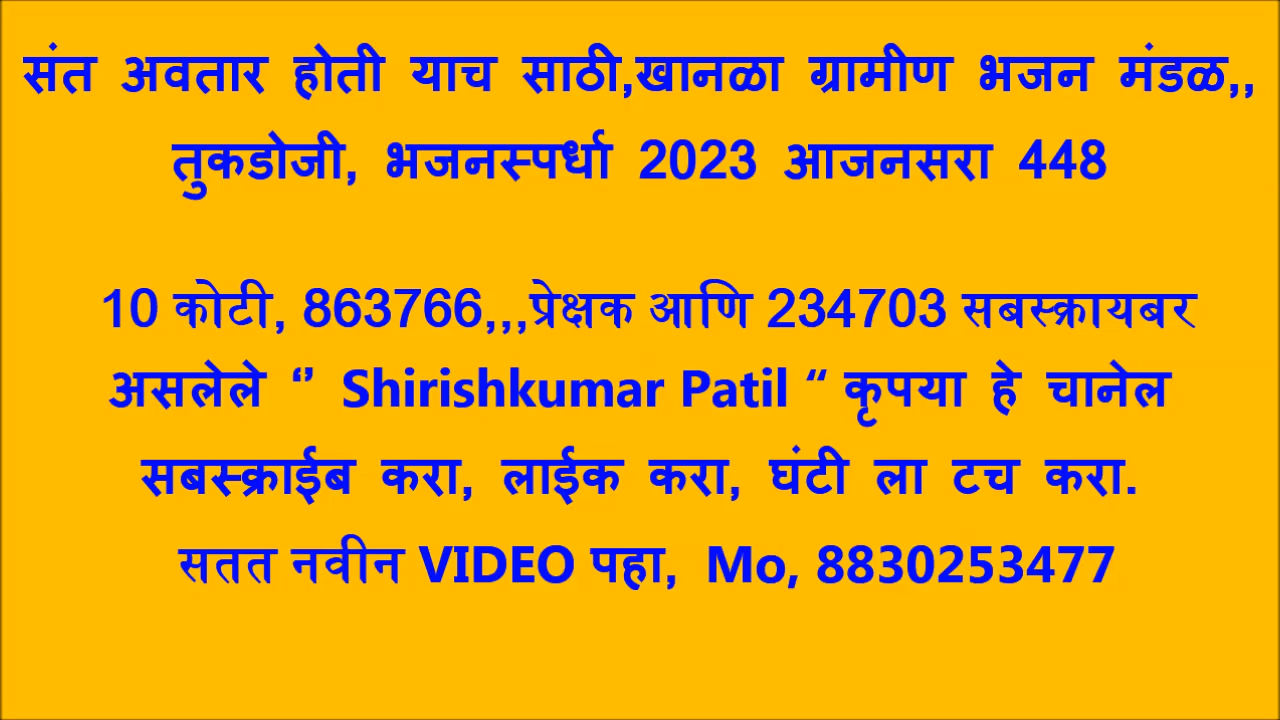 संत अवतार होती याच साठी,खानळा ग्रामीण भजन मंडळ,,
तुकडोजी, भजनस्पर्धा 2023 आजनसरा 448
10 कोटी, 863766,,,प्रेक्षक आणि 234703 सबस्क्रायबर
असलेले “ Shirishkumar Patil “ कृपया हे चानेल
सबस्क्राईब करा, लाईक करा, घंटी ला टच करा.
सतत नवीन VIDEO पहा, Mo, 8830253477